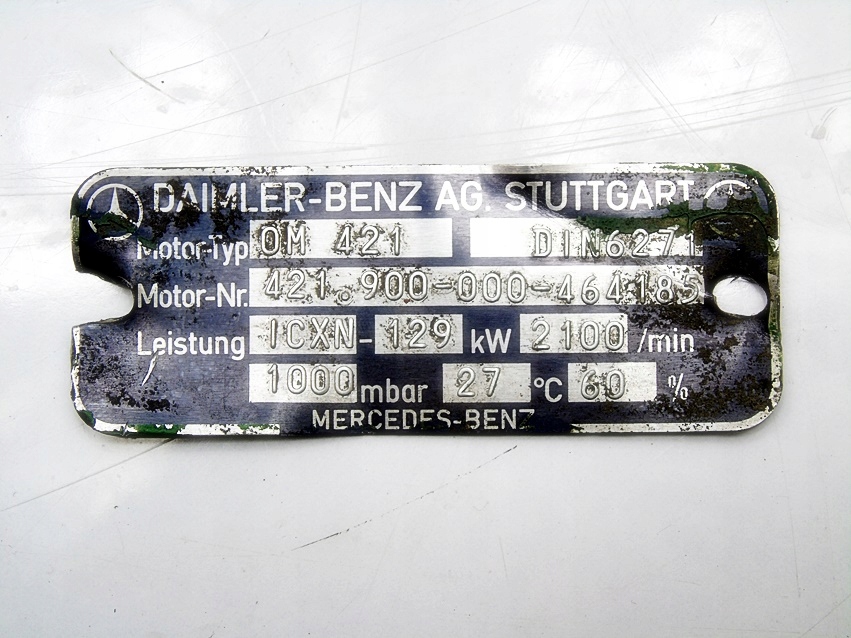 DAIMLER-BENZ AG. STUTTGART
Motor-Typ OM 421 DIN6271
Motor-Nr. 421.900-000-464185
Leistung ICXN-129 kW 2100 /min
1000 mbar 27 °C 60 %
MERCEDES-BENZ